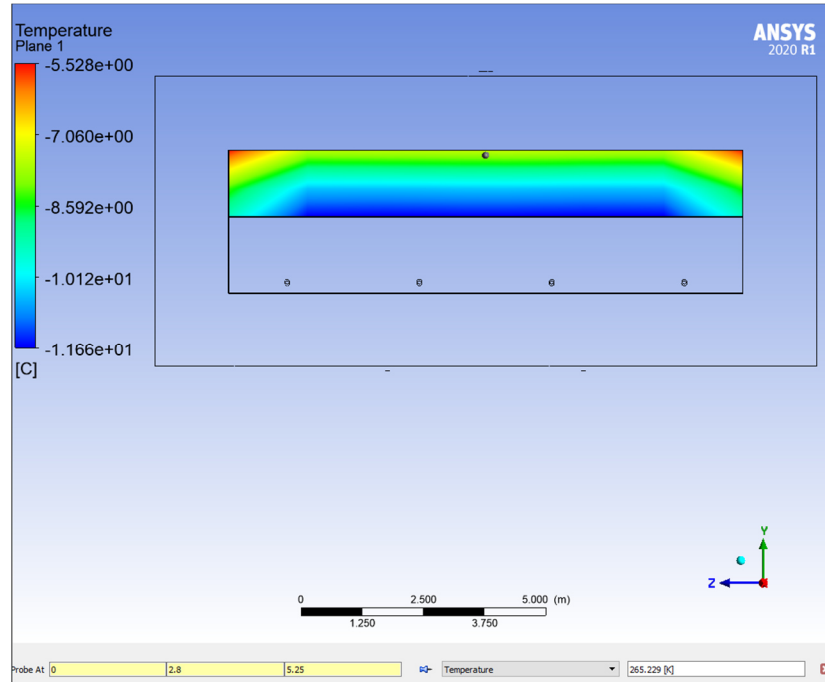 Temperature
Plane 1
ANSYS
2020 R1
-5.528e+00
-7.060e+00
-8.592e+00
-1.012e+01
-1.166e+01
[C]
Y
Z
0 2.500 5.000 (m)
1.250 3.750
Probe At 0 2.8 5.25 Temperature 265.229 [K]